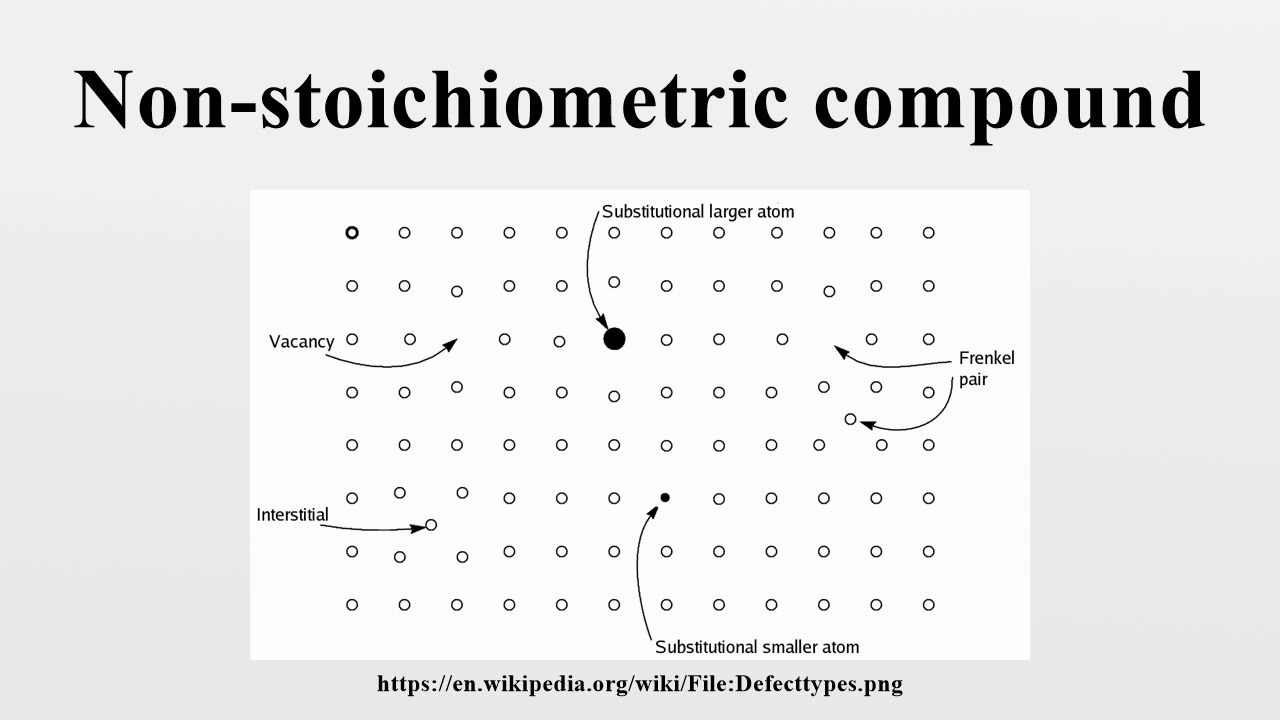 Non-stoichiometric compound
Substitutional larger atom
Vacancy
Frenkel
pair
Interstitial
Substitutional smaller atom
https://en.wikipedia.org/wiki/File:Defecttypes.png